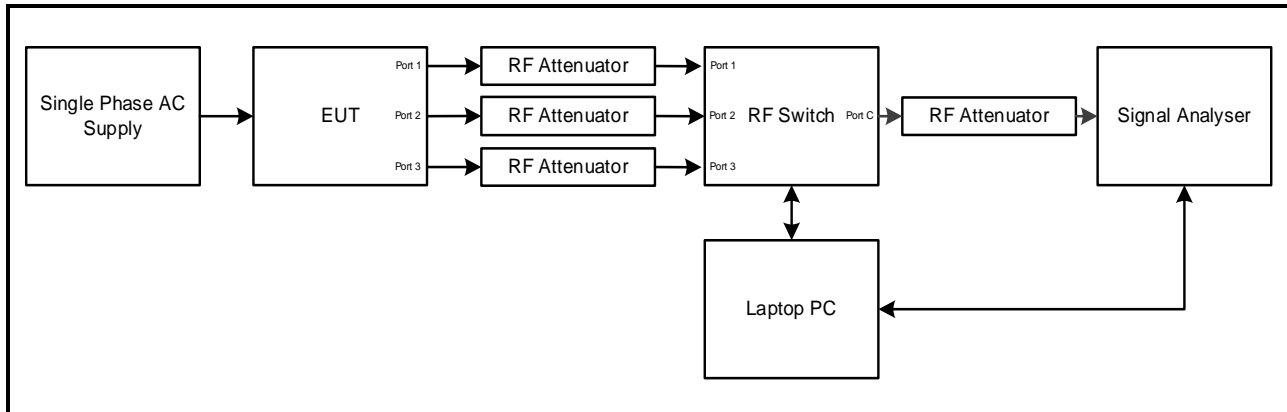 Single Phase AC
Supply
EUT
Port 1
Port 2
Port 3
RF Attenuator
RF Attenuator
RF Attenuator
Port 1
Port 2
Port 3
RF Switch
Port C
RF Attenuator
Signal Analyser
Laptop PC